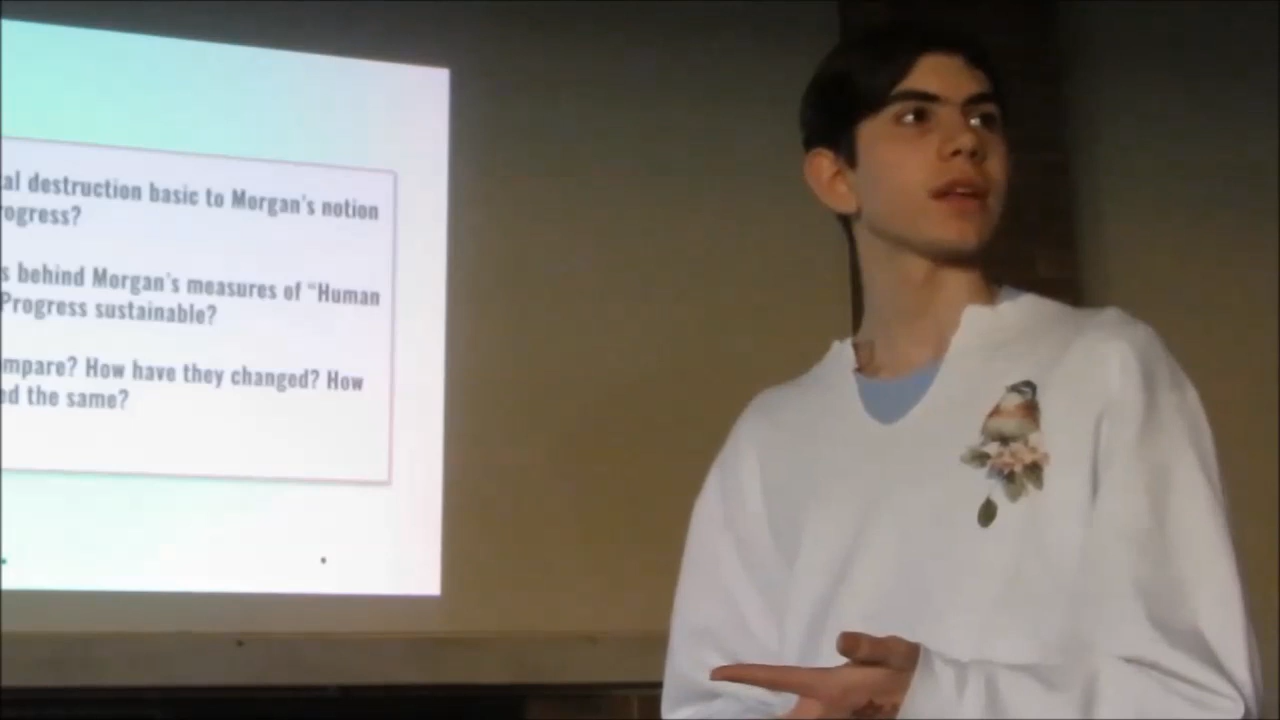 al destruction basic to Morgan's notion
ogress?
s behind Morgan's measures of “Human
Progress sustainable?
mpare? How have they changed? How
ed the same?